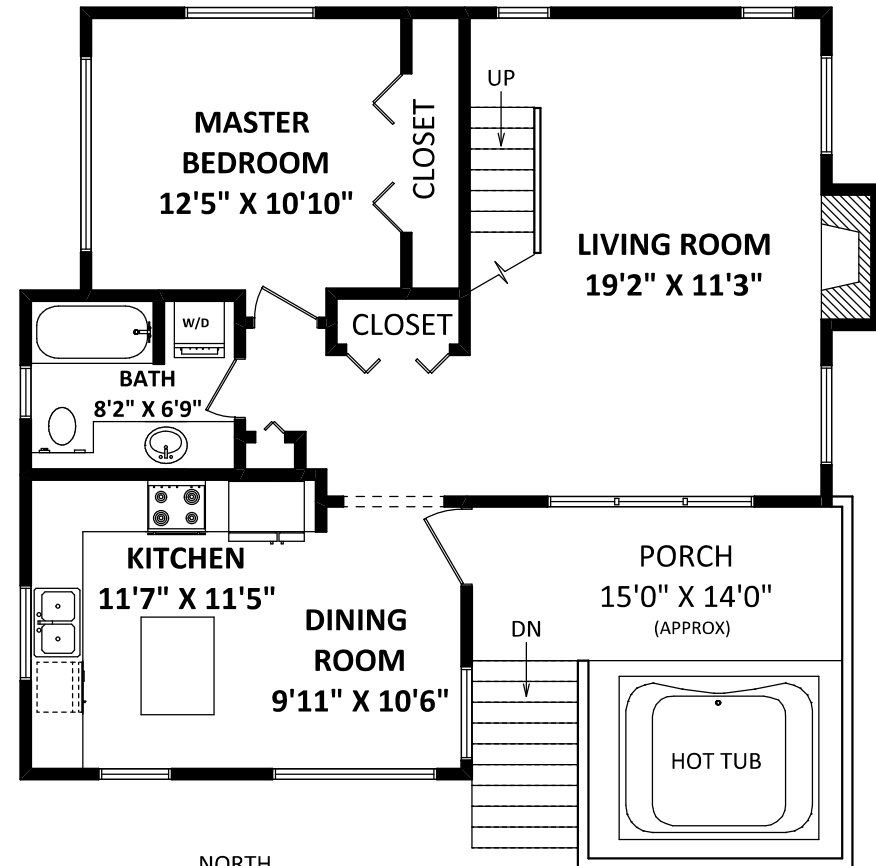 UP
MASTER
BEDROOM
12'5" X 10'10"
CLOSET
LIVING ROOM
19'2" X 11'3"
W/D
CLOSET
BATH
8'2" X 6'9"
KITCHEN
11'7" X 11'5"
PORCH
15'0" X 14'0"
(APPROX)
DINING
ROOM
9'11" X 10'6"
DN
HOT TUB
NORTH